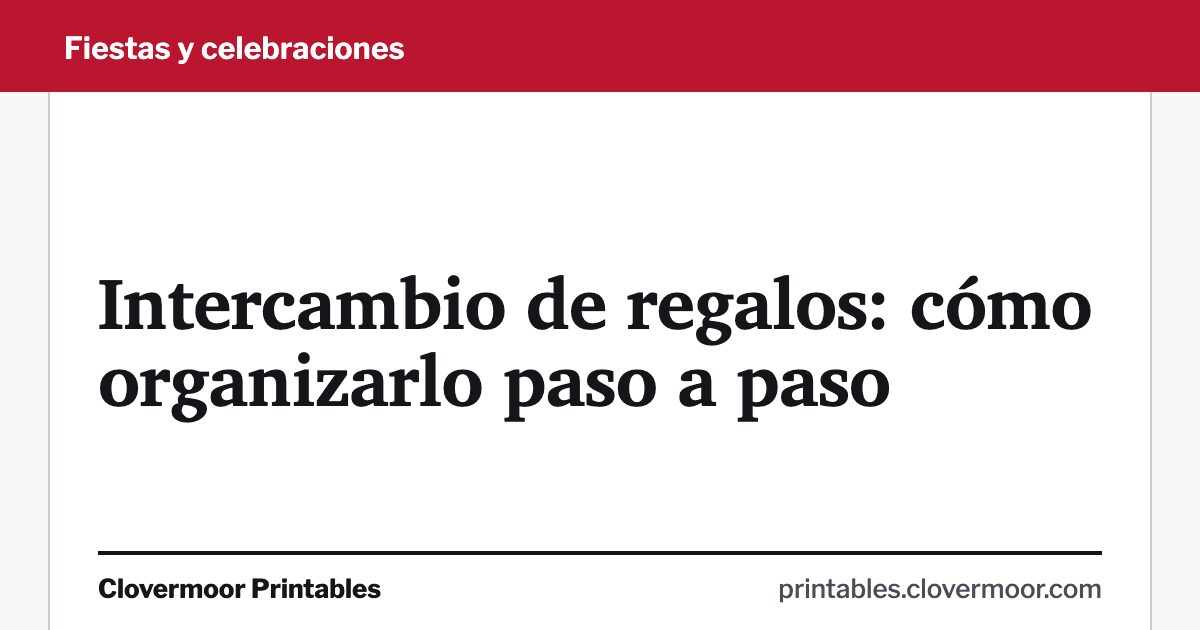 Fiestas y celebraciones
Intercambio de regalos: cómo
organizarlo paso a paso
Clovermoor Printables
printables.clovermoor.com